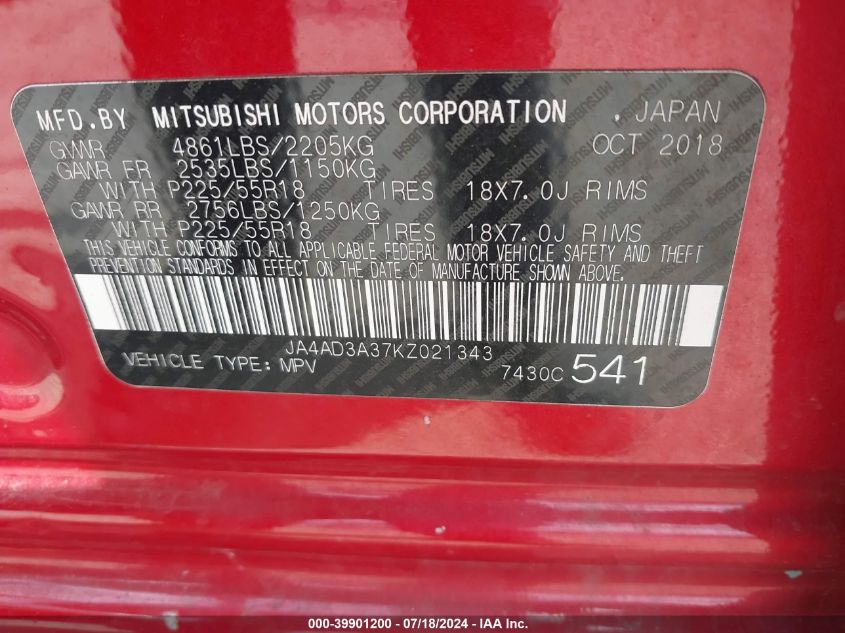 MFD.BY MITSUBISHI MOTORS CORPORATION . JAPAN
GVWR 4861LBS/2205KG OCT 2018
GAWR FR 2535LBS/1150KG
WITH P225/55R18 TIRES 18X7.0J RIMS
GAWR RR 2756LBS/1250KG
WITH P225/55R18 TIRES 18X7.0J RIMS
THIS VEHICLE CONFORMS TO ALL APPLICABLE FEDERAL MOTOR VEHICLE SAFETY AND THEFT
PREVENTION STANDARDS IN EFFECT ON THE DATE OF MANUFACTURE SHOWN ABOVE.
JA4AD3A37KZ021343
VEHICLE TYPE: MPV 7430C 541
000-39901200 - 07/18/2024 - IAA Inc.